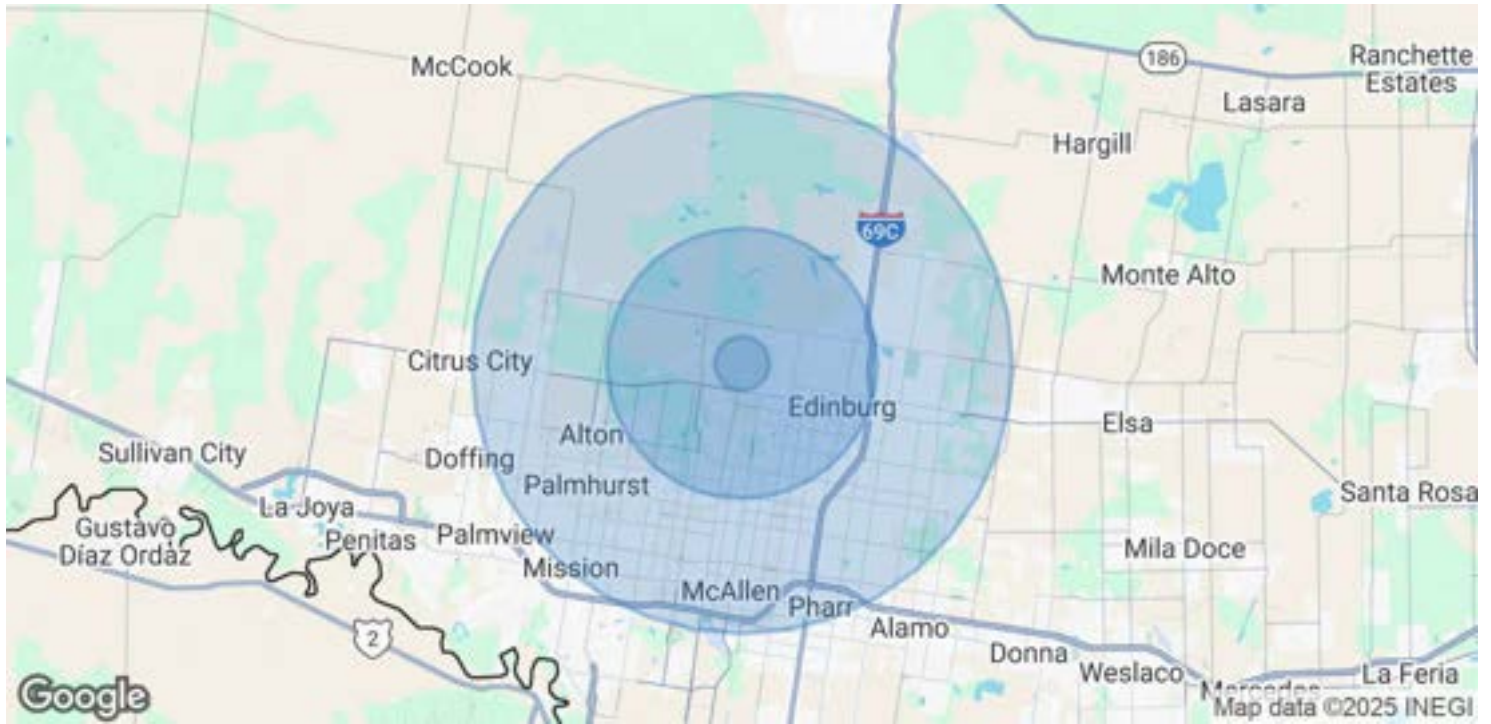 McCook
186
Ranchette
Estates
Lasara
Hargill
69C
Monte Alto
Citrus City
Edinburg
Elsa
Alton
Sullivan City
Doffing
Palmhurst
Santa Rosa
La Joya
Gustavo
Díaz Ordaz
Penitas
Palmview
Mila Doce
Mission
McAllen
Pharr
2
Alamo
Donna
Weslaco
La Feria
Mercedes
Google
Map data ©2025 INEGI